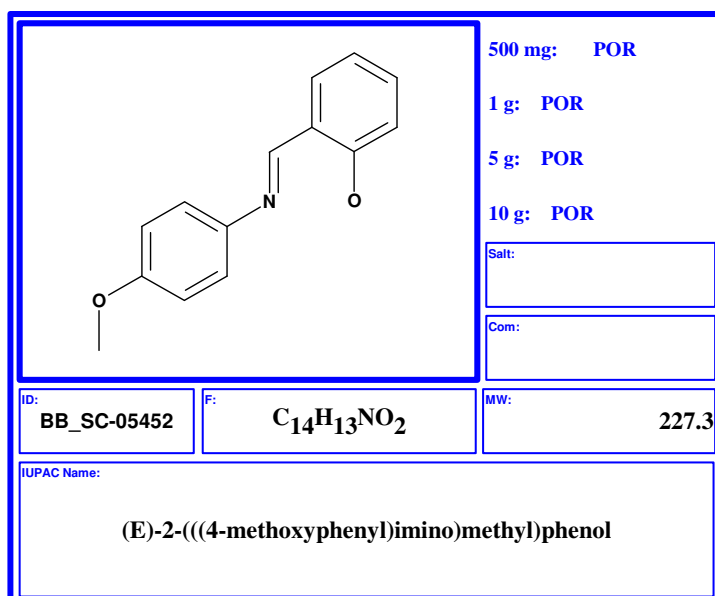 500 mg: POR
1 g: POR
5 g: POR
10 g: POR
N
O
O
Salt:
Com:
ID:
BB_SC-05452
F:
C14H13NO2
MW:
227.3
IUPAC Name:
(E)-2-(((4-methoxyphenyl)imino)methyl)phenol